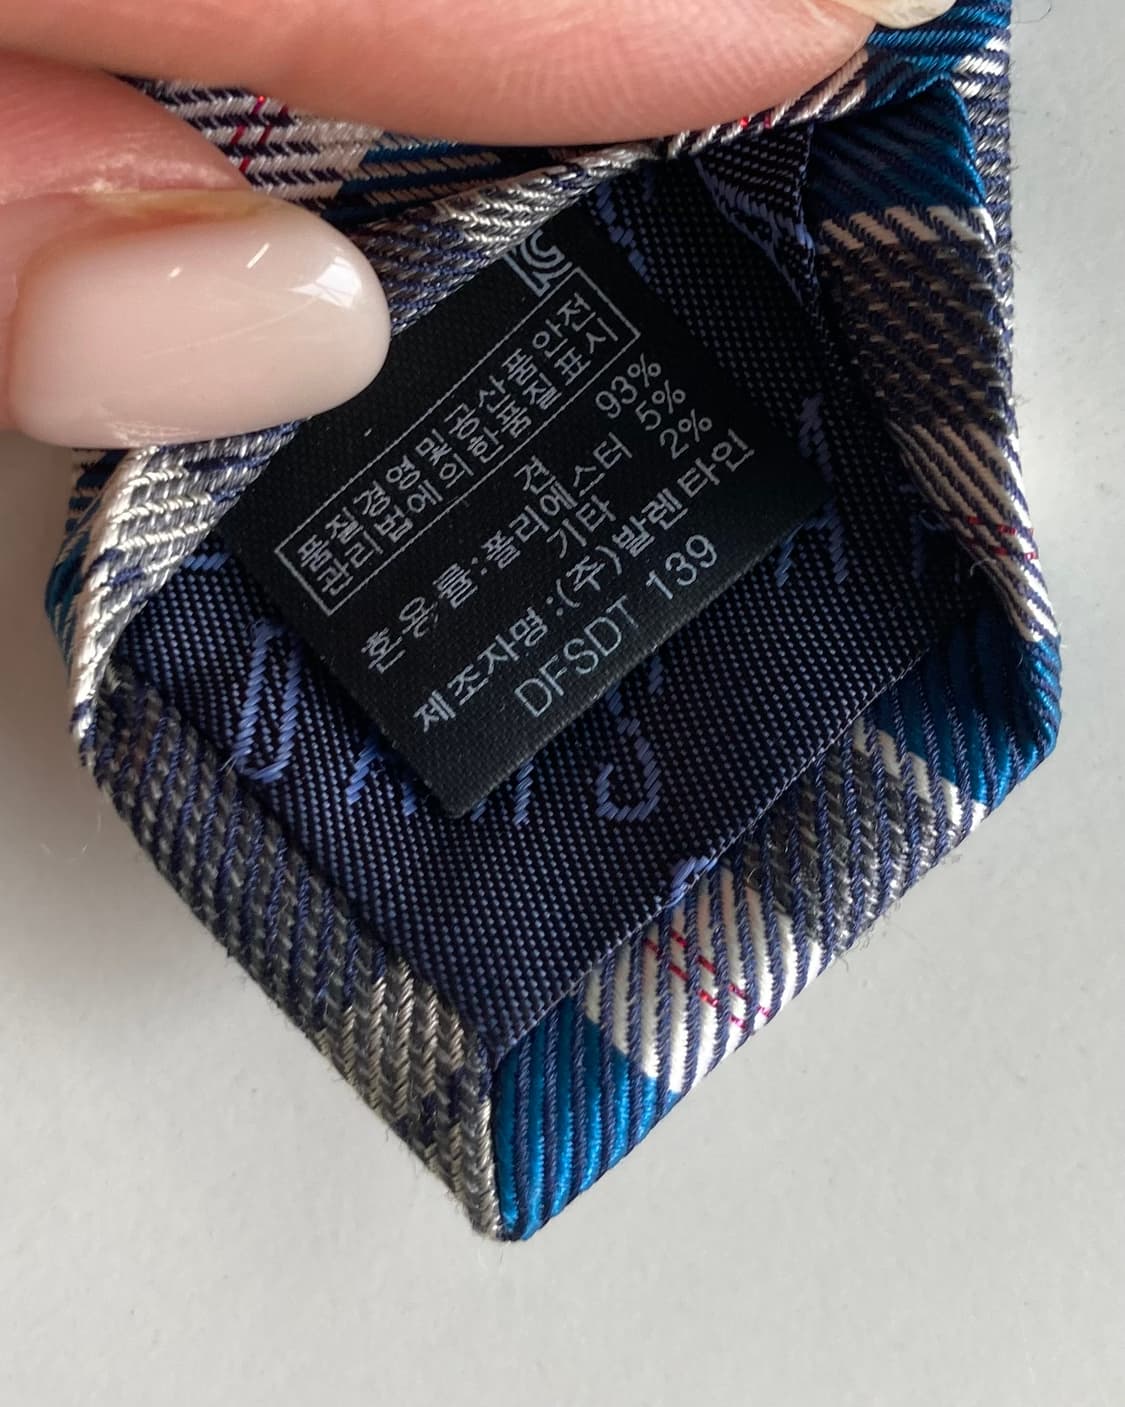 품질경영및공산품안전
관리법에의한품질표시
견 93%
혼용률:폴리에스터 5%
기타 2%
제조자명:(주)발렌타인
DFSDT 139